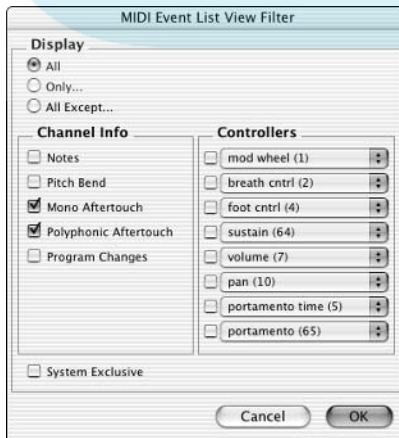 MIDI Event List View Filter
Display
All
Only...
All Except...
Channel Info
Notes
Pitch Bend
Mono Aftertouch
Polyphonic Aftertouch
Program Changes
Controllers
mod wheel (1)
breath cntrl (2)
foot cntrl (4)
sustain (64)
volume (7)
pan (10)
portamento time (5)
portamento (65)
System Exclusive
Cancel
OK